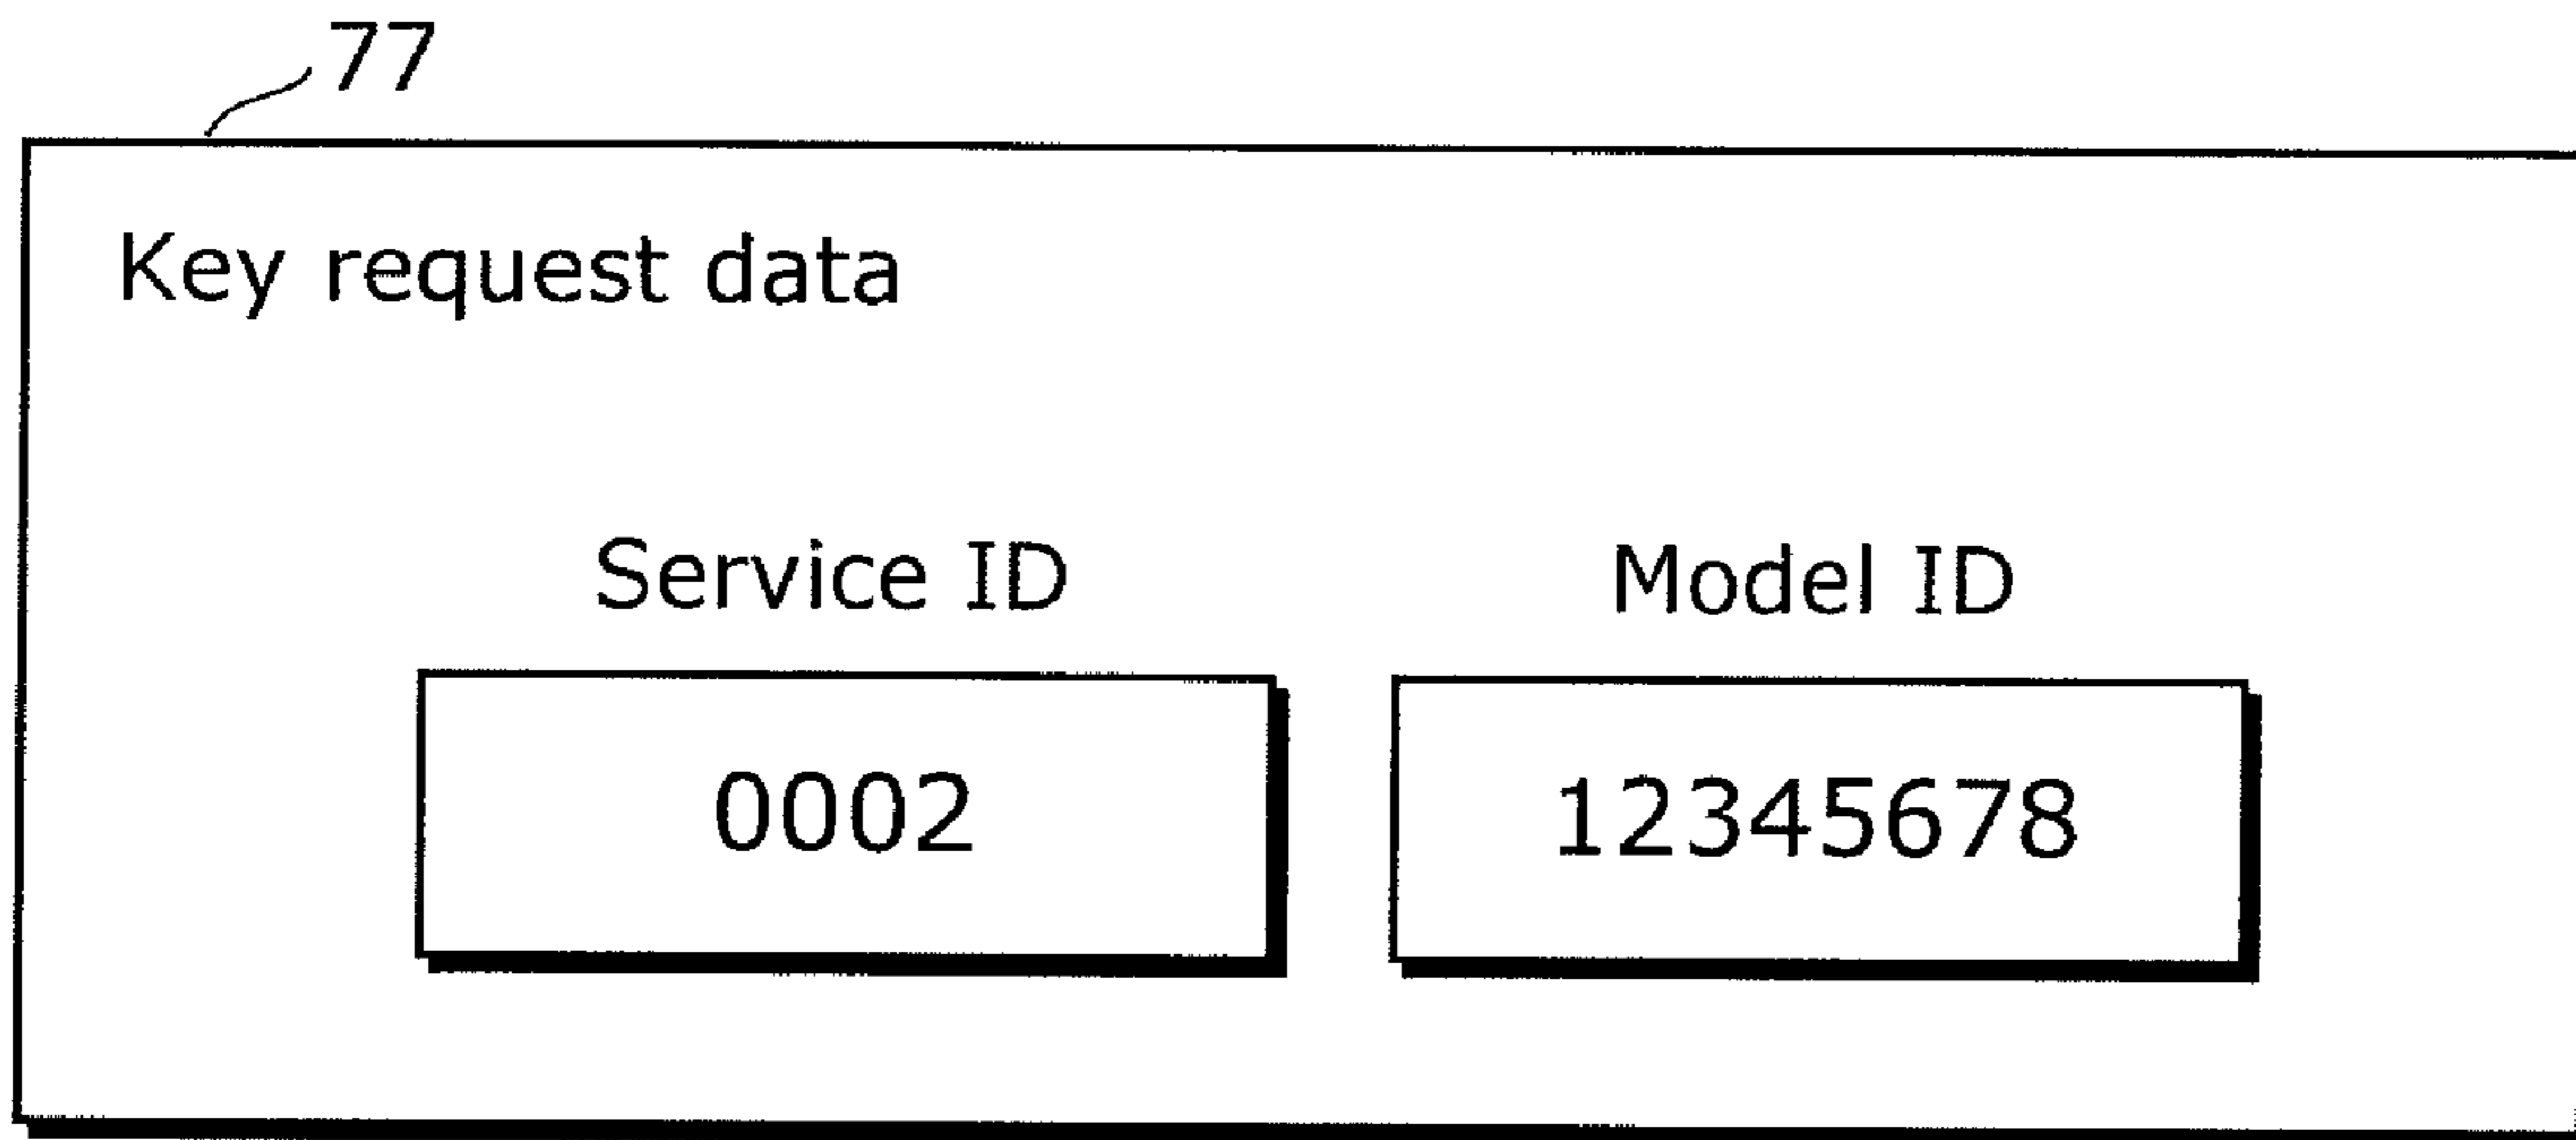 77
Key request data
Service ID Model ID
0002 12345678